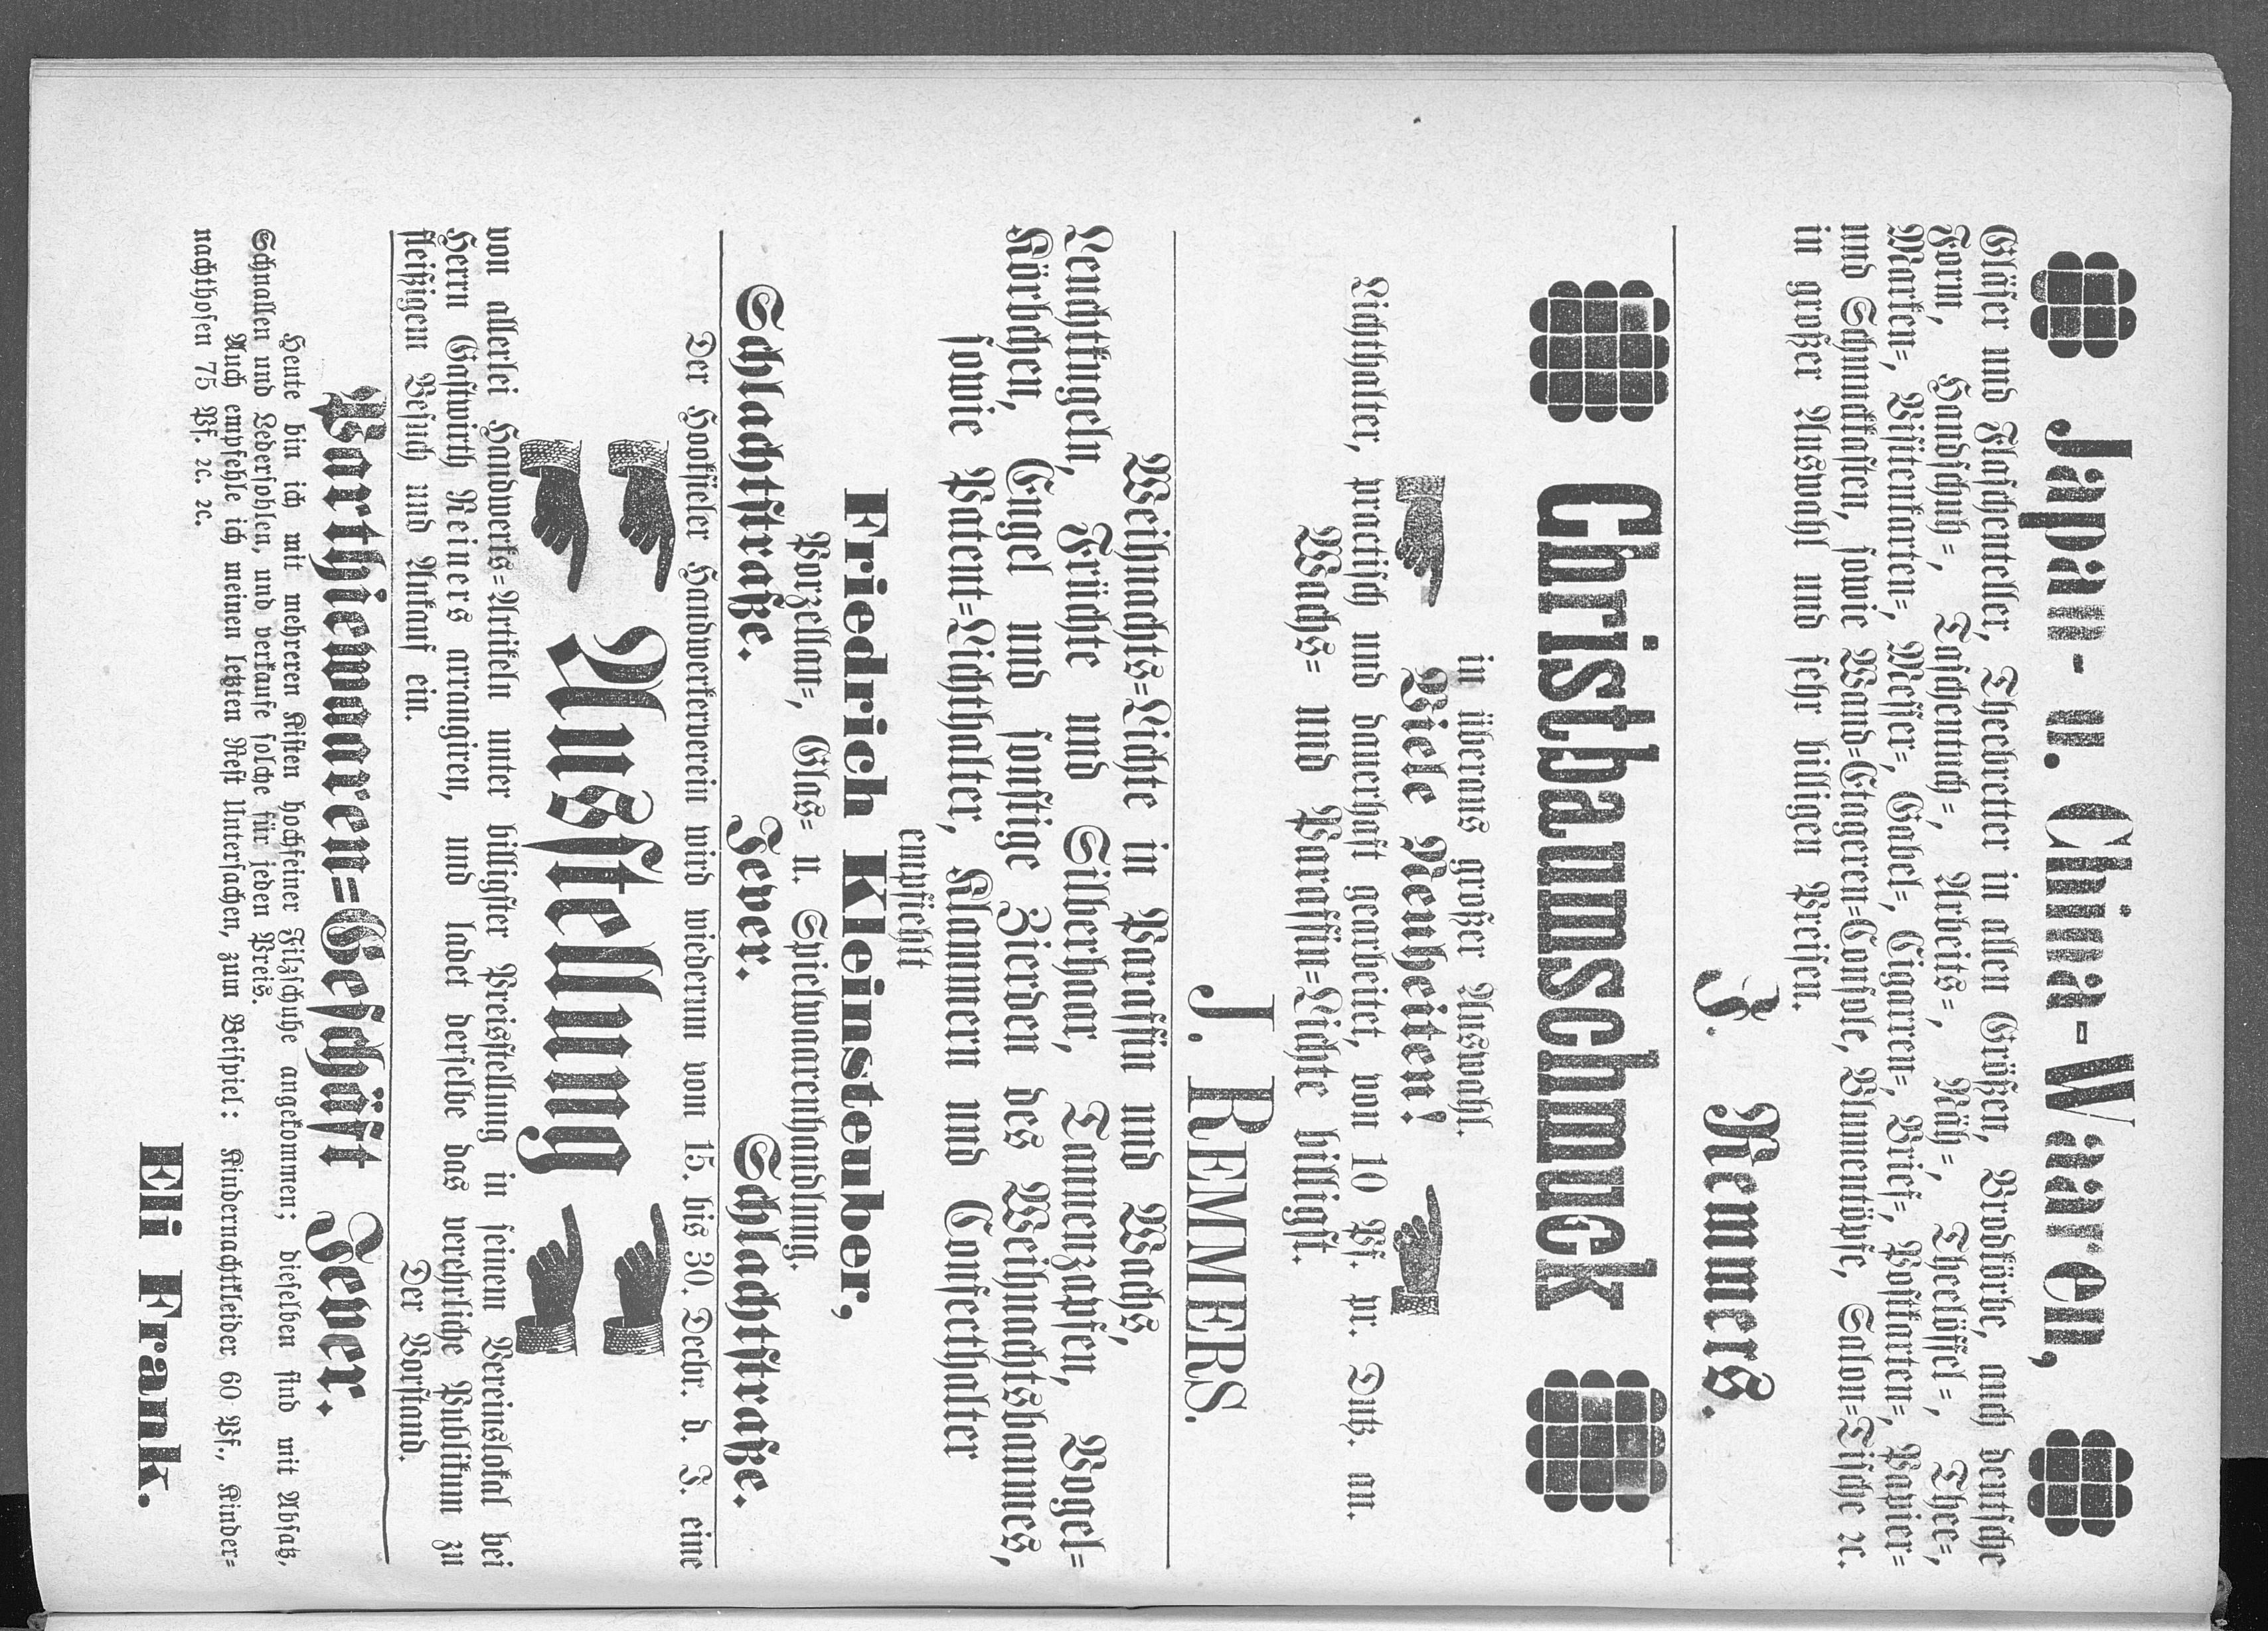 Japan- u. China-Waaren,
Gläser und Flaschenteller, Theebretter in allen Größen, Brodkörbe, auch deutsche
Form, Handschuh-, Taschentuch-, Arbeits-, Näh-, Theelöffel-, Thee-,
Marken-, Visitenkarten-, Messer-, Gabel-, Cigarren-, Brief-, Postkarten-, Papier-
und Schmuckkasten, sowie Wand-Etageren-Console, Blumentöpfe, Salon-Tische ꝛc.
in großer Auswahl und sehr billigen Preisen.
J. Remmers.
Christbaumschmuck
in überaus großer Auswahl.
Viele Neuheiten!
Lichthalter, practisch und dauerhaft gearbeitet, von 10 Pf. pr. Dutz. an.
Wachs- und Paraffin-Lichte billigst.
J. REMMERS.
Weihnachts-Lichte in Paraffin und Wachs,
Leuchtkugeln, Früchte und Silberhaar, Tannenzapfen, Vogel-
Körbchen, Engel und sonstige Zierden des Weihnachtsbaumes,
sowie Patent-Lichthalter, Klammern und Confecthalter
empfiehlt
Friedrich Kleinsteuber,
Porzellan-, Glas- u. Spielwaarenhandlung.
Schlachtstraße. Jever. Schlachtstraße.
Der Hooksieler Handwerkerverein wird wiederum vom 15. bis 30. Decbr. d. J. eine
Ausstellung
von allerlei Handwerks-Artikeln unter billigster Preisstellung in seinem Vereinslokal bei
Herrn Gastwirth Reiners arrangiren, und ladet derselbe das verehrliche Publikum zu
fleißigem Besuch und Ankauf ein.
Der Vorstand.
Parthiewaaren-Geschäft Jever.
Heute bin ich mit mehreren Kisten hochfeiner Filzschuhe angekommen; dieselben sind mit Absatz,
Schnallen und Ledersohlen, und verkaufe solche für jeden Preis.
Auch empfehle ich meinen letzten Rest Untersachen, zum Beispiel: Kindernachtkleider 60 Pf., Kinder-
nachthosen 75 Pf. ꝛc. ꝛc.
Eli Frank.